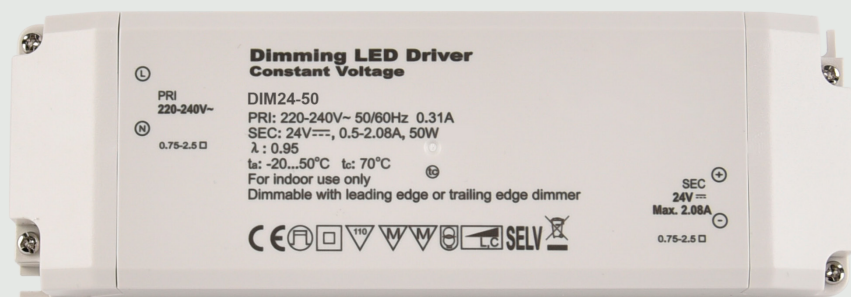 Dimming LED Driver
Constant Voltage
DIM24-50
PRI: 220-240V~ 50/60Hz 0.31A
SEC: 24V⎓, 0.5-2.08A, 50W
λ : 0.95
ta: -20...50°C tc: 70°C
For indoor use only
Dimmable with leading edge or trailing edge dimmer
L
PRI
220-240V~
N
0.75-2.5 □
tc
SEC +
24V ⎓
Max. 2.08A
-
0.75-2.5 □
CE 110 M M L,C SELV